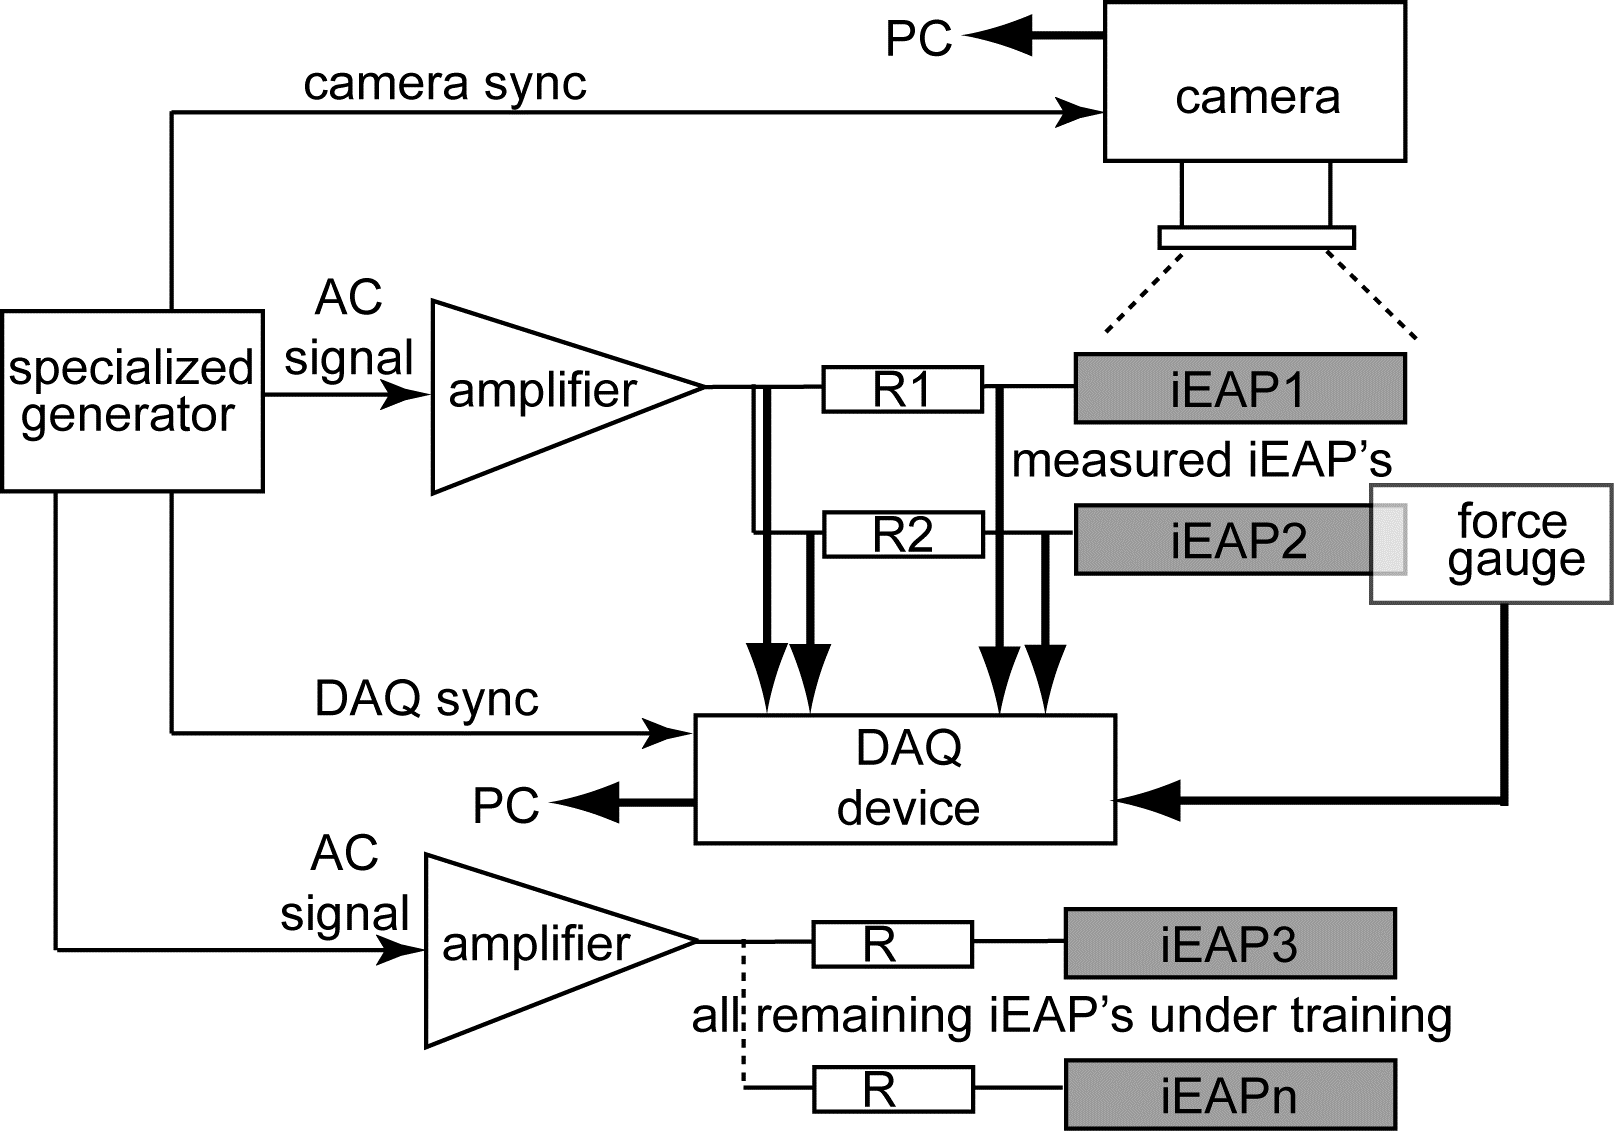 PC
camera sync
camera
AC
signal
specialized
generator
amplifier
R1
iEAP1
measured iEAP's
R2
iEAP2
force
gauge
DAQ sync
DAQ
device
PC
AC
signal
amplifier
R
iEAP3
all remaining iEAP's under training
R
iEAPn